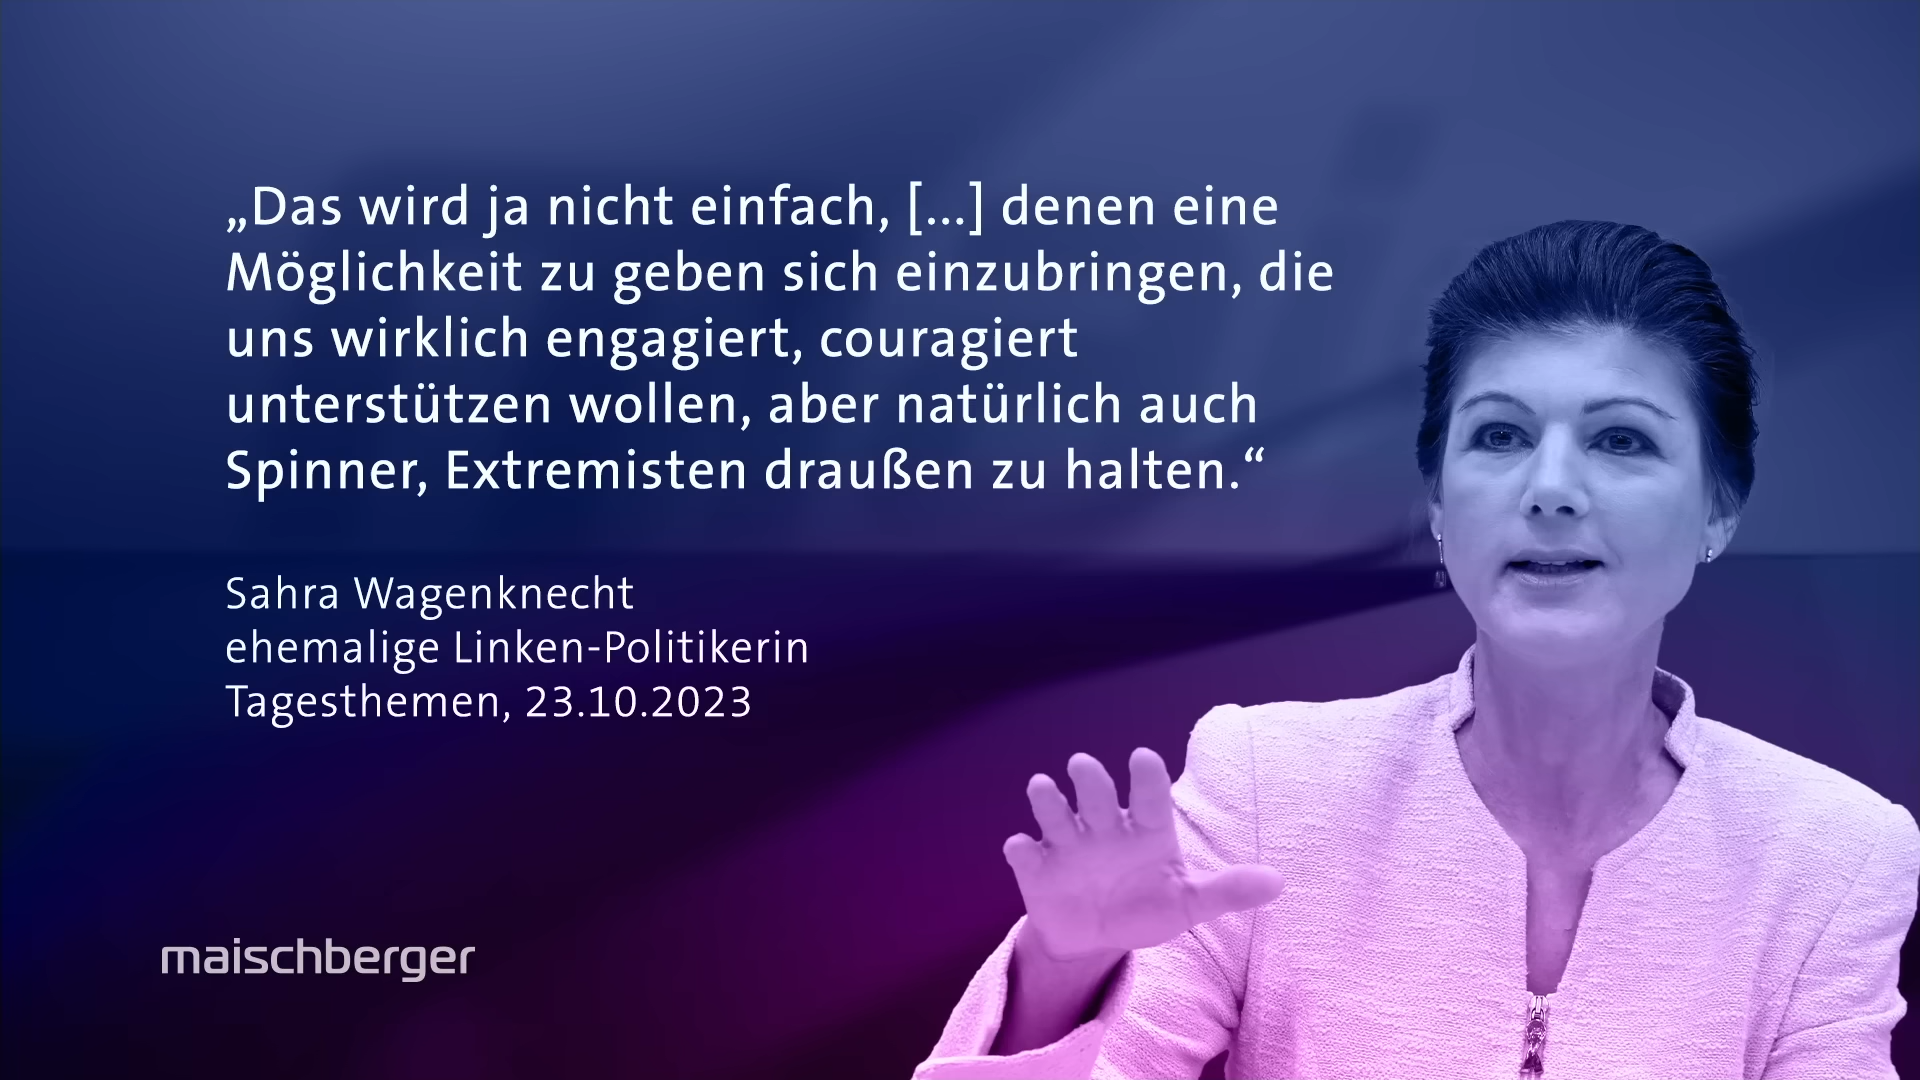 „Das wird ja nicht einfach, [...] denen eine
Möglichkeit zu geben sich einzubringen, die
uns wirklich engagiert, couragiert
unterstützen wollen, aber natürlich auch
Spinner, Extremisten draußen zu halten.“
Sahra Wagenknecht
ehemalige Linken-Politikerin
Tagesthemen, 23.10.2023
maischberger